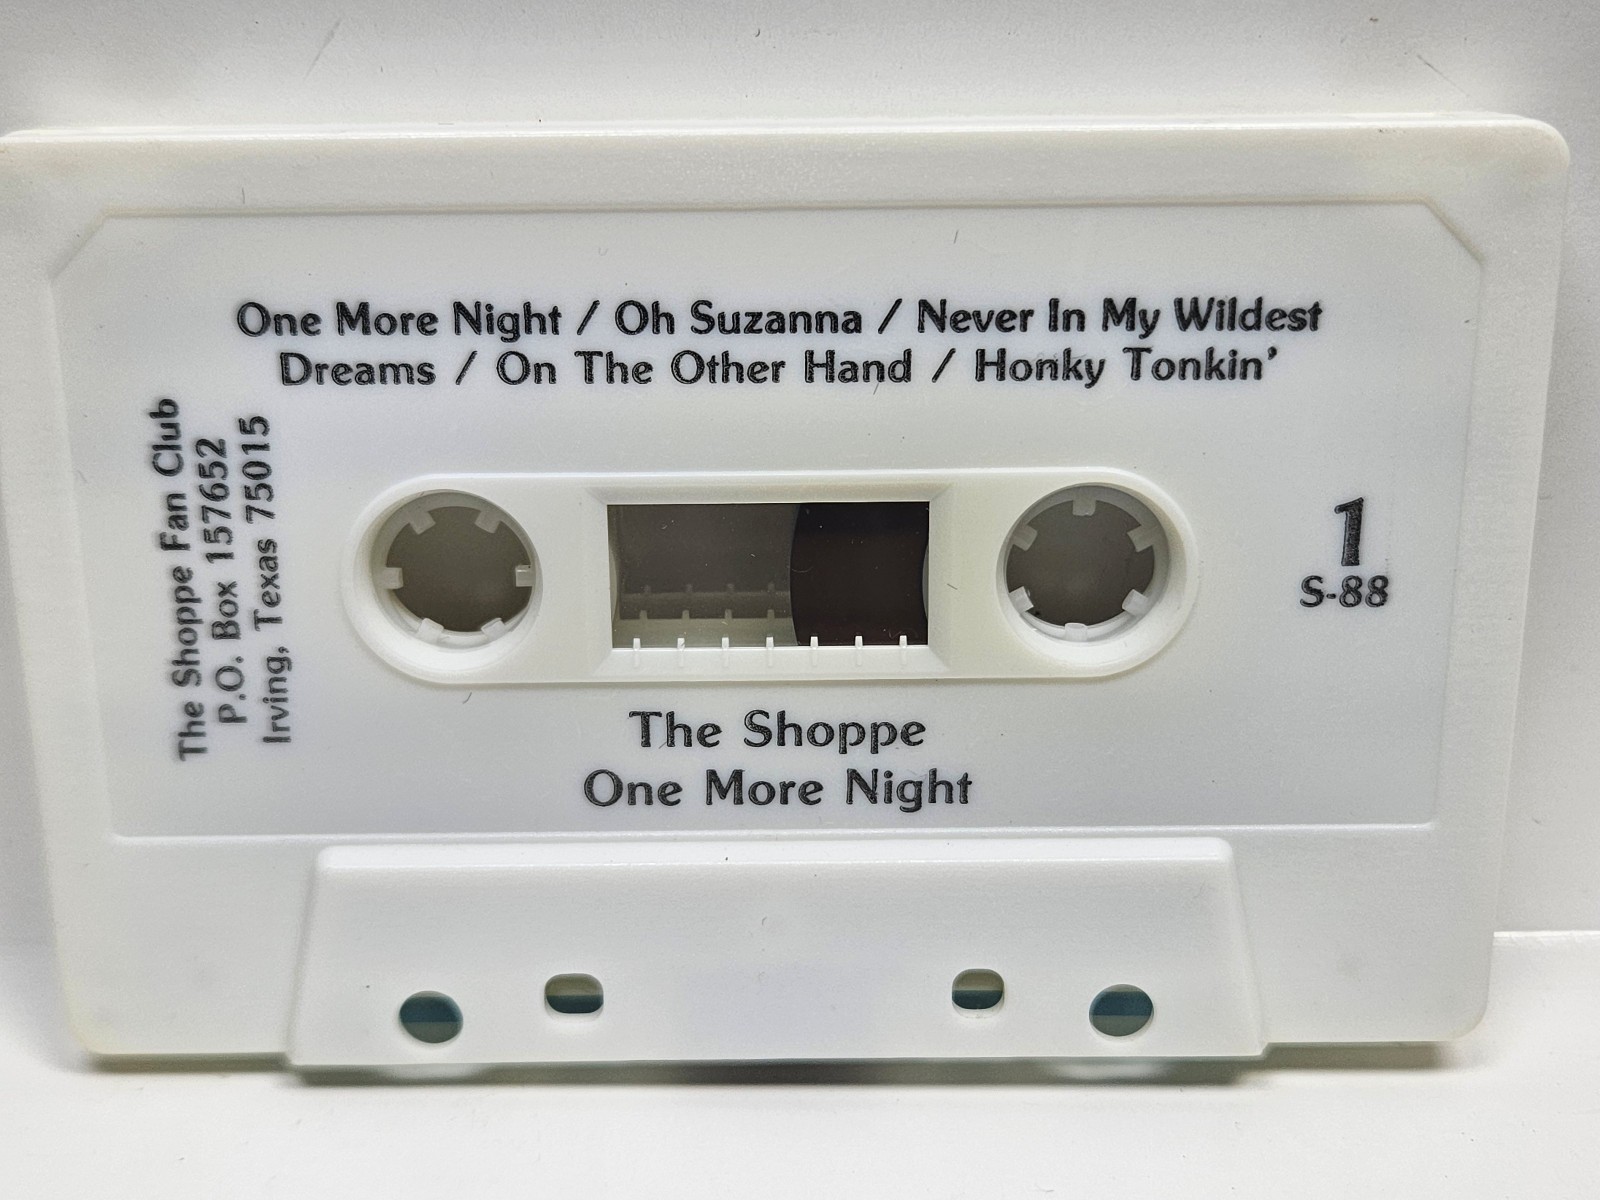 One More Night / Oh Suzanna / Never In My Wildest
Dreams / On The Other Hand / Honky Tonkin'
The Shoppe Fan Club
P.O. Box 157652
Irving, Texas 75015
1
S-88
The Shoppe
One More Night